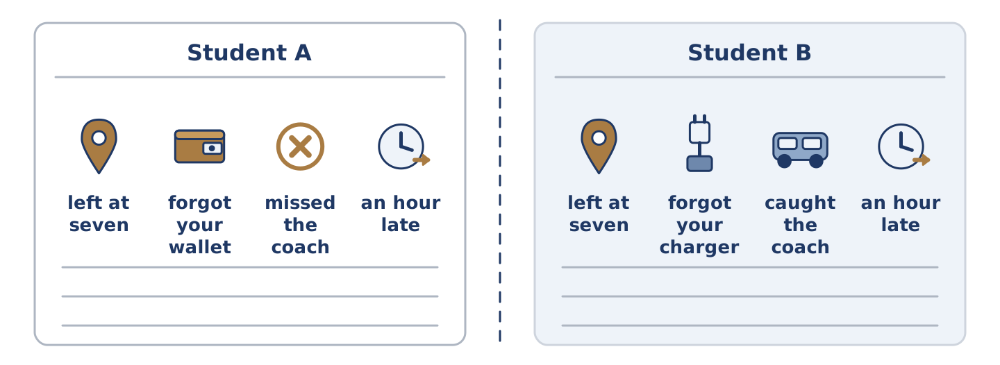 Student A
left at
seven
forgot
your
wallet
missed
the
coach
an hour
late
Student B
left at
seven
forgot
your
charger
caught
the
coach
an hour
late